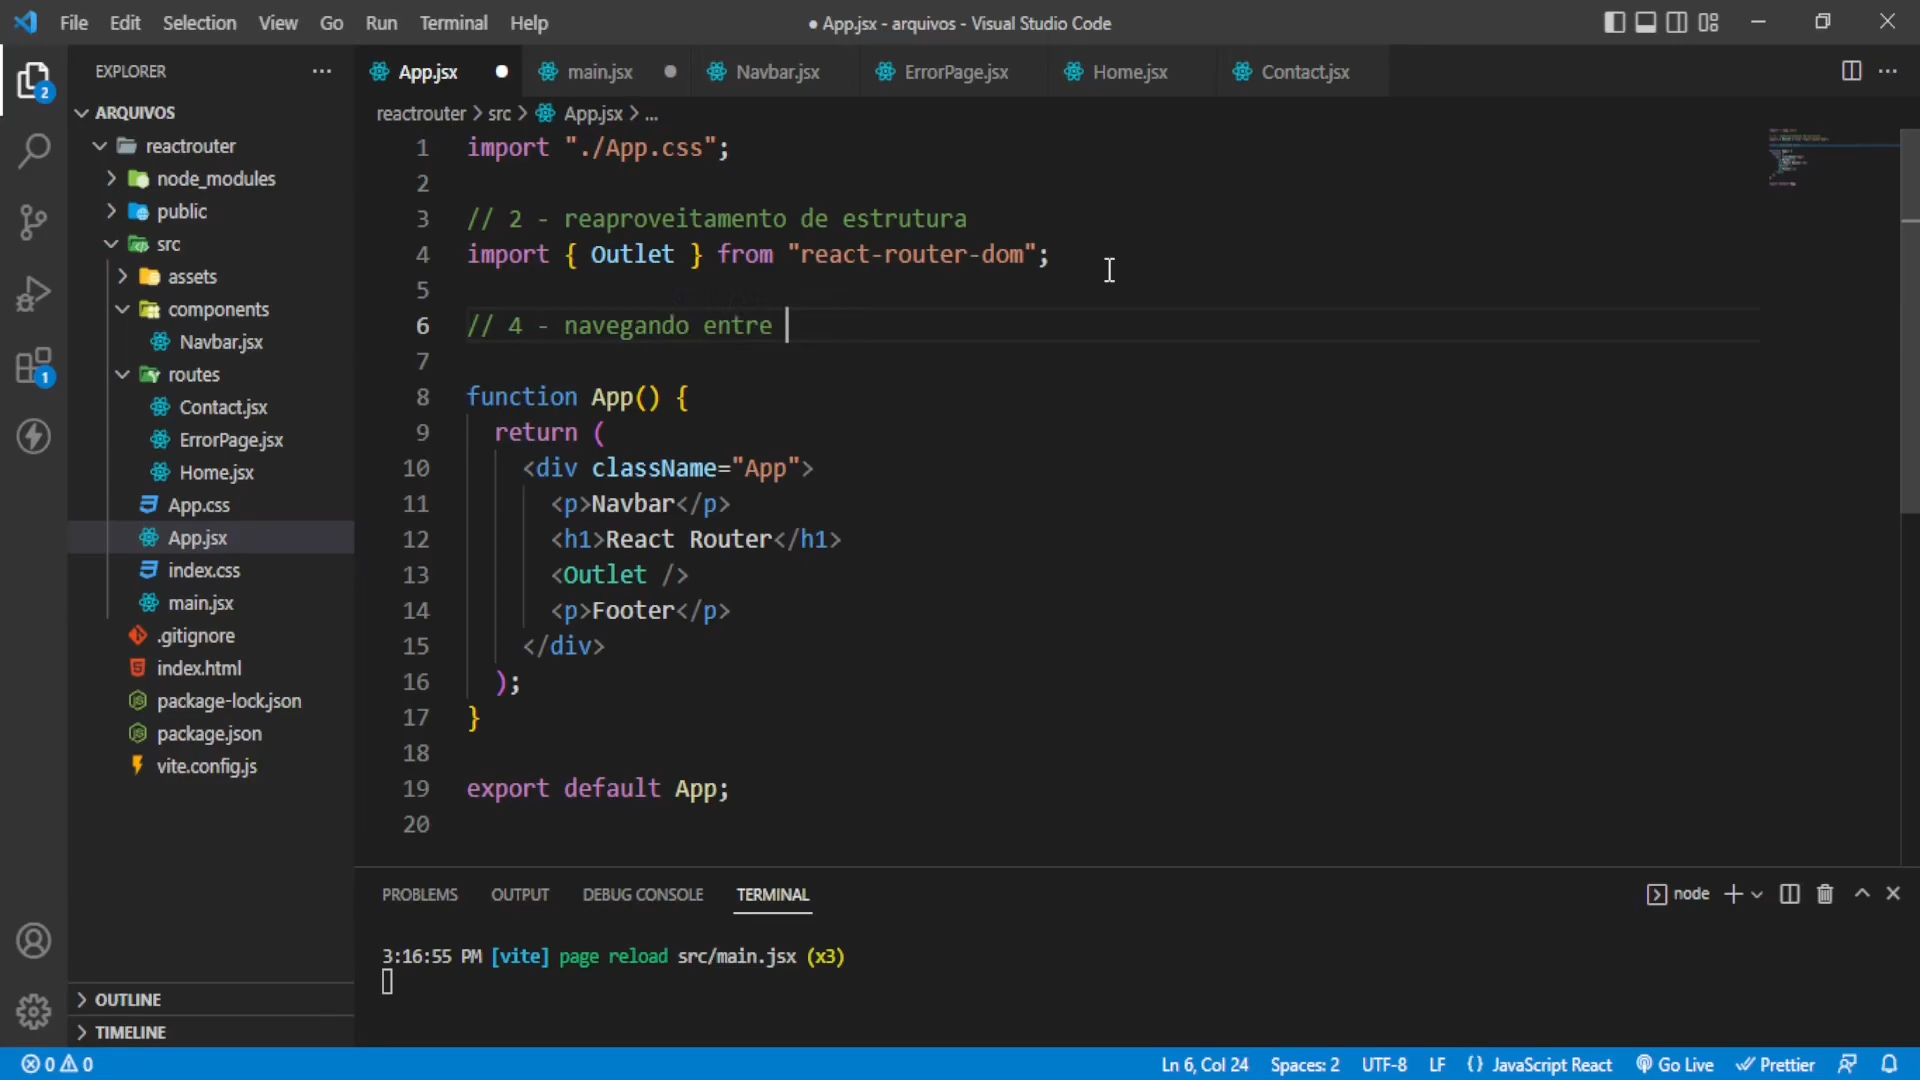 File Edit Selection View Go Run Terminal Help
● App.jsx - arquivos - Visual Studio Code
EXPLORER
App.jsx main.jsx Navbar.jsx ErrorPage.jsx Home.jsx Contact.jsx
2
1
ARQUIVOS
reactrouter
node_modules
public
src
assets
components
Navbar.jsx
routes
Contact.jsx
ErrorPage.jsx
Home.jsx
App.css
App.jsx
index.css
main.jsx
.gitignore
index.html
package-lock.json
package.json
vite.config.js
OUTLINE
TIMELINE
reactrouter > src > App.jsx > ...
1 import "./App.css";
2
3 // 2 - reaproveitamento de estrutura
4 import { Outlet } from "react-router-dom";
5
6 // 4 - navegando entre
7
8 function App() {
9 return (
10 <div className="App">
11 <p>Navbar</p>
12 <h1>React Router</h1>
13 <Outlet />
14 <p>Footer</p>
15 </div>
16 );
17 }
18
19 export default App;
20
PROBLEMS OUTPUT DEBUG CONSOLE TERMINAL
node
3:16:55 PM [vite] page reload src/main.jsx (x3)
0 0
Ln 6, Col 24 Spaces: 2 UTF-8 LF {} JavaScript React Go Live Prettier